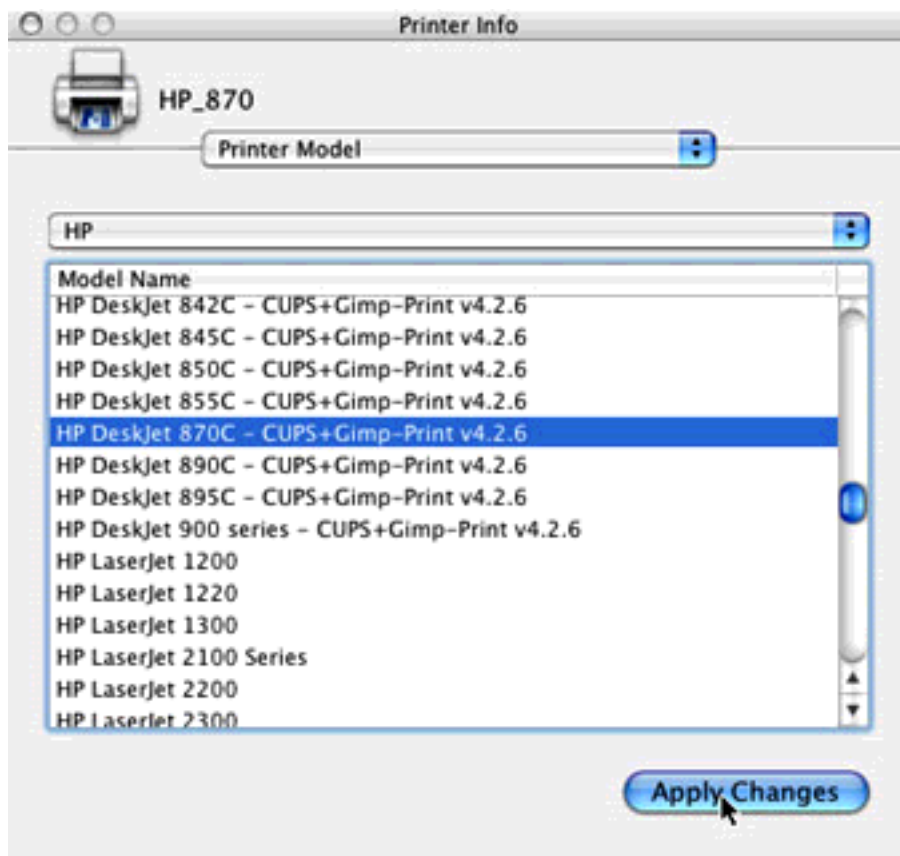 Printer Info
HP_870
Printer Model
HP
Model Name
HP DeskJet 842C - CUPS+Gimp-Print v4.2.6
HP DeskJet 845C - CUPS+Gimp-Print v4.2.6
HP DeskJet 850C - CUPS+Gimp-Print v4.2.6
HP DeskJet 855C - CUPS+Gimp-Print v4.2.6
HP DeskJet 870C - CUPS+Gimp-Print v4.2.6
HP DeskJet 890C - CUPS+Gimp-Print v4.2.6
HP DeskJet 895C - CUPS+Gimp-Print v4.2.6
HP DeskJet 900 series - CUPS+Gimp-Print v4.2.6
HP LaserJet 1200
HP LaserJet 1220
HP LaserJet 1300
HP LaserJet 2100 Series
HP LaserJet 2200
HP LaserJet 2300
Apply Changes